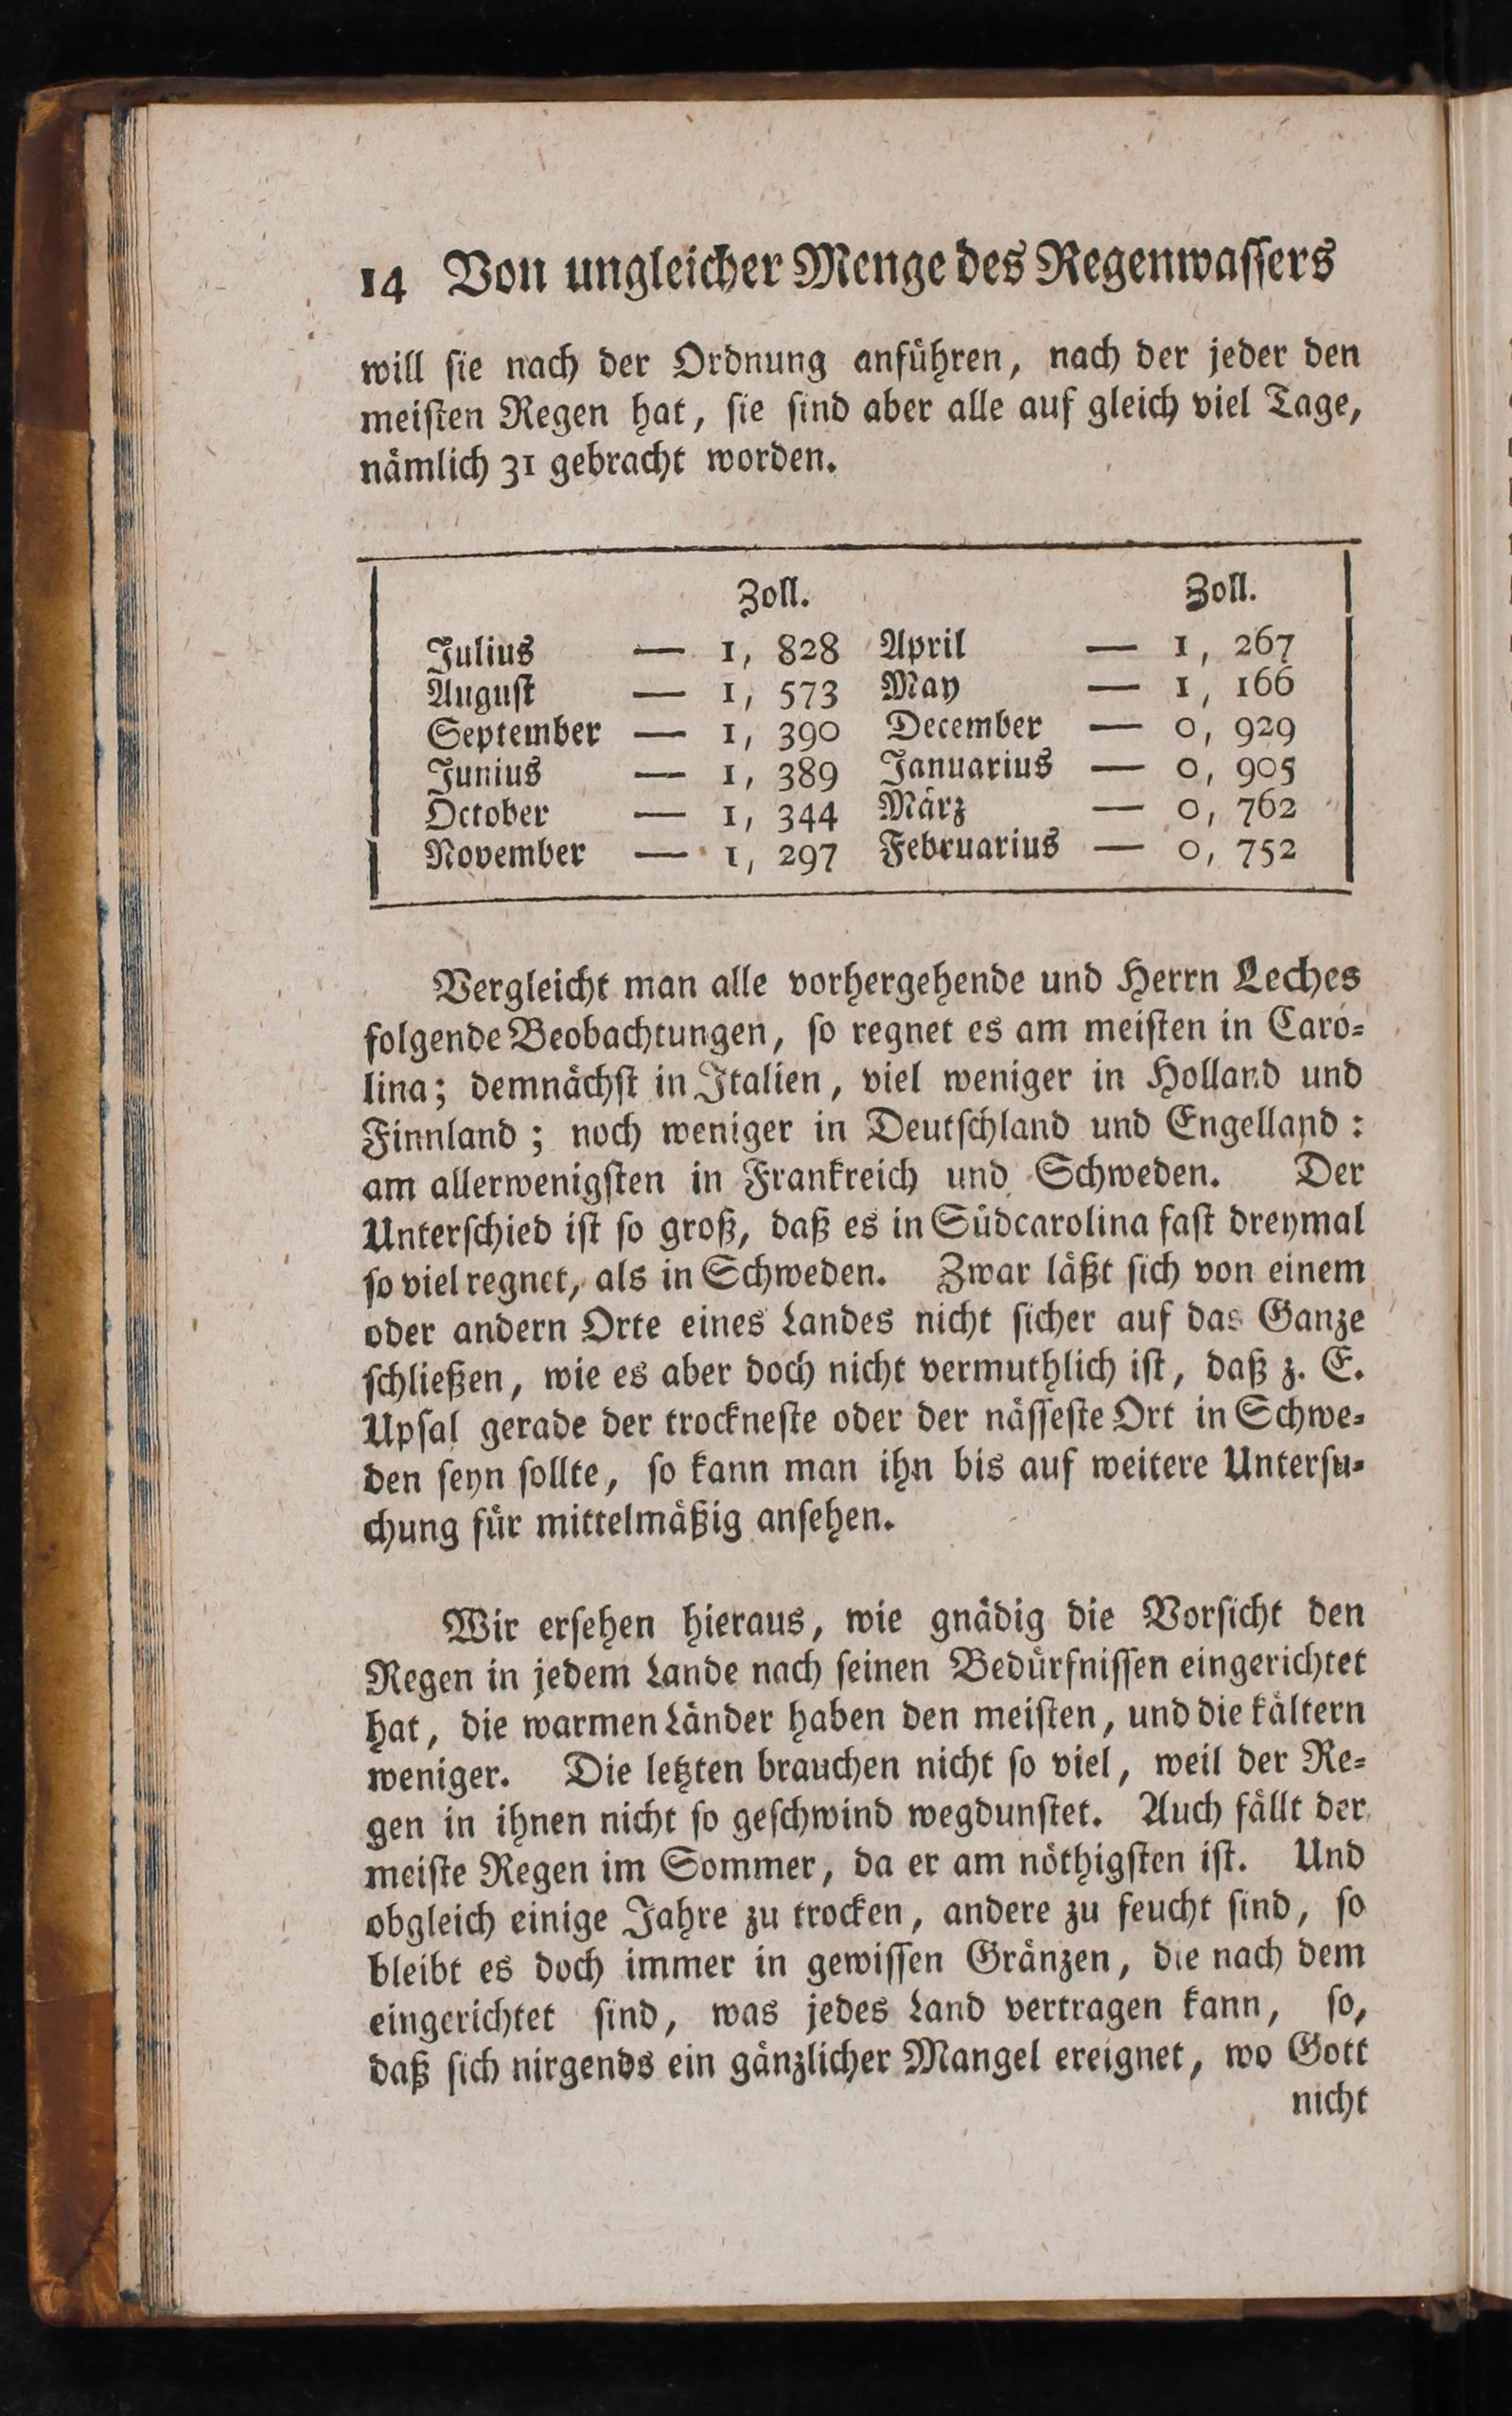 14 Von ungleicher Menge des Regenwassers
will sie nach der Ordnung anführen, nach der jeder den
meisten Regen hat, sie sind aber alle auf gleich viel Tage,
nämlich 31 gebracht worden.
Zoll. Zoll.
Julius — 1, 828 April — 1, 267
August — 1, 573 May — 1, 166
September — 1, 390 December — 0, 929
Junius — 1, 389 Januarius — 0, 905
October — 1, 344 März — 0, 762
November — 1, 297 Februarius — 0, 752
Vergleicht man alle vorhergehende und Herrn Leches
folgende Beobachtungen, so regnet es am meisten in Caro-
lina; demnächst in Italien, viel weniger in Holland und
Finnland; noch weniger in Deutschland und Engelland:
am allerwenigsten in Frankreich und Schweden. Der
Unterschied ist so groß, daß es in Südcarolina fast dreymal
so viel regnet, als in Schweden. Zwar läßt sich von einem
oder andern Orte eines Landes nicht sicher auf das Ganze
schließen, wie es aber doch nicht vermuthlich ist, daß z. E.
Upsal gerade der trockneste oder der nässeste Ort in Schwe-
den seyn sollte, so kann man ihn bis auf weitere Untersu-
chung für mittelmäßig ansehen.
Wir ersehen hieraus, wie gnädig die Vorsicht den
Regen in jedem Lande nach seinen Bedürfnissen eingerichtet
hat, die warmen Länder haben den meisten, und die kältern
weniger. Die letzten brauchen nicht so viel, weil der Re-
gen in ihnen nicht so geschwind wegdunstet. Auch fällt der
meiste Regen im Sommer, da er am nöthigsten ist. Und
obgleich einige Jahre zu trocken, andere zu feucht sind, so
bleibt es doch immer in gewissen Gränzen, die nach dem
eingerichtet sind, was jedes Land vertragen kann, so,
daß sich nirgends ein gänzlicher Mangel ereignet, wo Gott
nicht